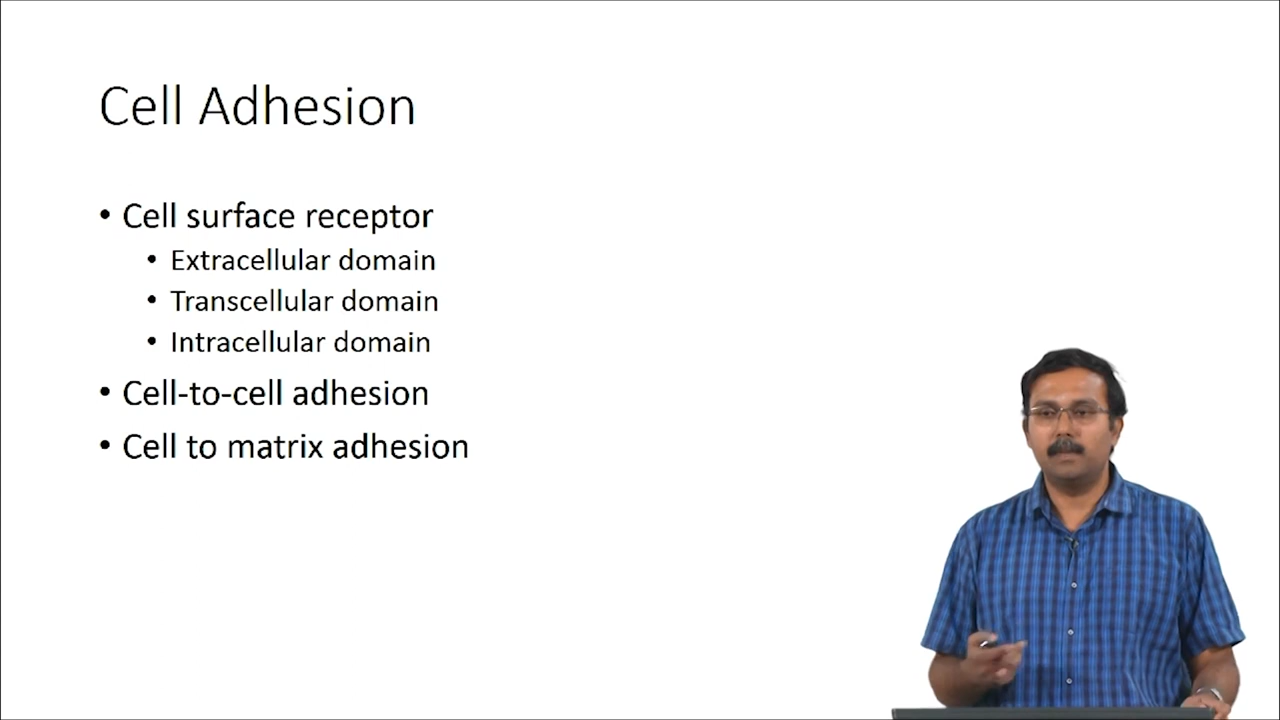 Cell Adhesion
• Cell surface receptor
• Extracellular domain
• Transcellular domain
• Intracellular domain
• Cell-to-cell adhesion
• Cell to matrix adhesion